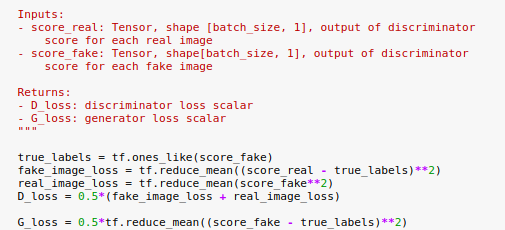 Inputs:
- score_real: Tensor, shape [batch_size, 1], output of discriminator
score for each real image
- score_fake: Tensor, shape[batch_size, 1], output of discriminator
score for each fake image
Returns:
- D_loss: discriminator loss scalar
- G_loss: generator loss scalar
"""
true_labels = tf.ones_like(score_fake)
fake_image_loss = tf.reduce_mean((score_real - true_labels)**2)
real_image_loss = tf.reduce_mean(score_fake**2)
D_loss = 0.5*(fake_image_loss + real_image_loss)
G_loss = 0.5*tf.reduce_mean((score_fake - true_labels)**2)